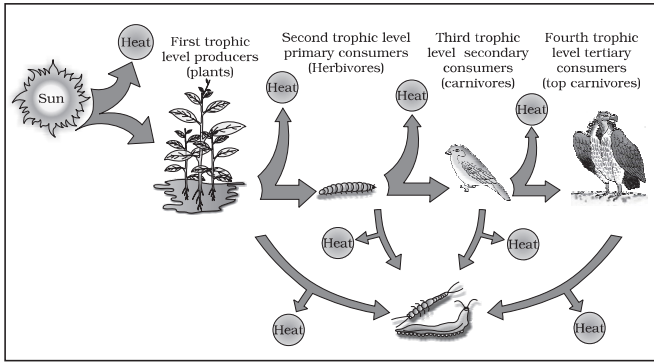 Sun
Heat
First trophic
level producers
(plants)
Second trophic level
primary consumers
(Herbivores)
Third trophic
level secondary
consumers
(carnivores)
Fourth trophic
level tertiary
consumers
(top carnivores)
Heat
Heat
Heat
Heat
Heat
Heat
Heat